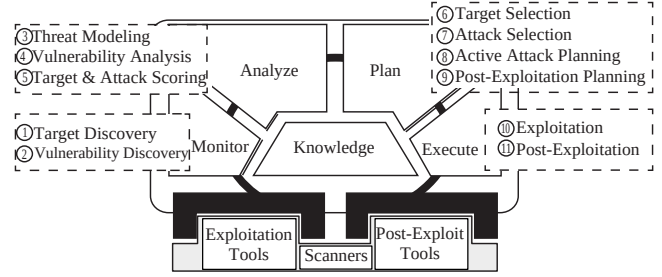 ③Threat Modeling
④Vulnerability Analysis
⑤Target & Attack Scoring
⑥Target Selection
⑦Attack Selection
⑧Active Attack Planning
⑨Post-Exploitation Planning
Analyze
Plan
①Target Discovery
②Vulnerability Discovery
Monitor
Knowledge
Execute
⑩Exploitation
⑪Post-Exploitation
Exploitation
Tools
Scanners
Post-Exploit
Tools